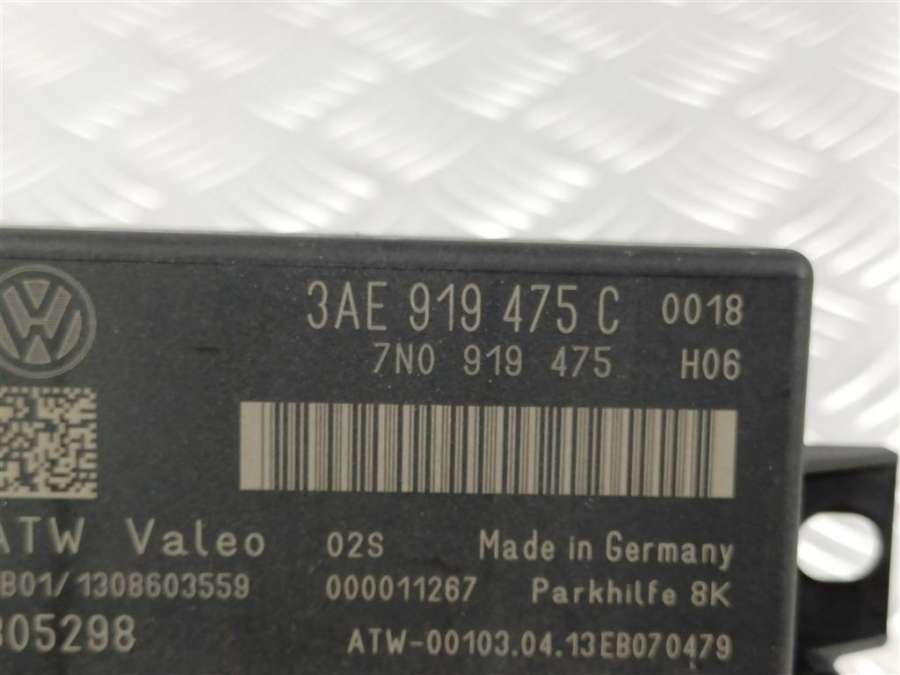 3AE 919 475 C 0018
7N0 919 475 H06
ATW Valeo 02S Made in Germany
B01/1308603559 000011267 Parkhilfe 8K
305298 ATW-00103.04.13EB070479